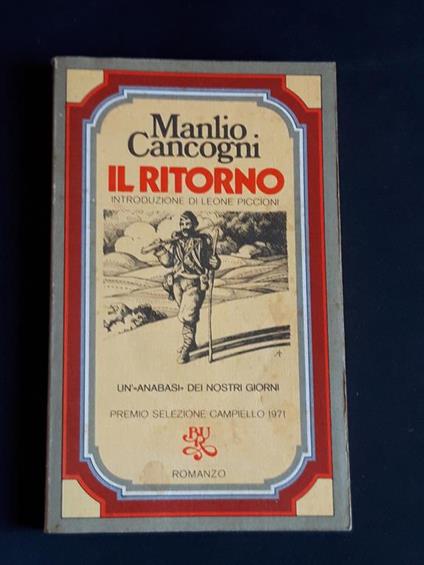 Manlio
Cancogni
IL RITORNO
INTRODUZIONE DI LEONE PICCIONI
UN'«ANABASI» DEI NOSTRI GIORNI
PREMIO SELEZIONE CAMPIELLO 1971
BUR
ROMANZO